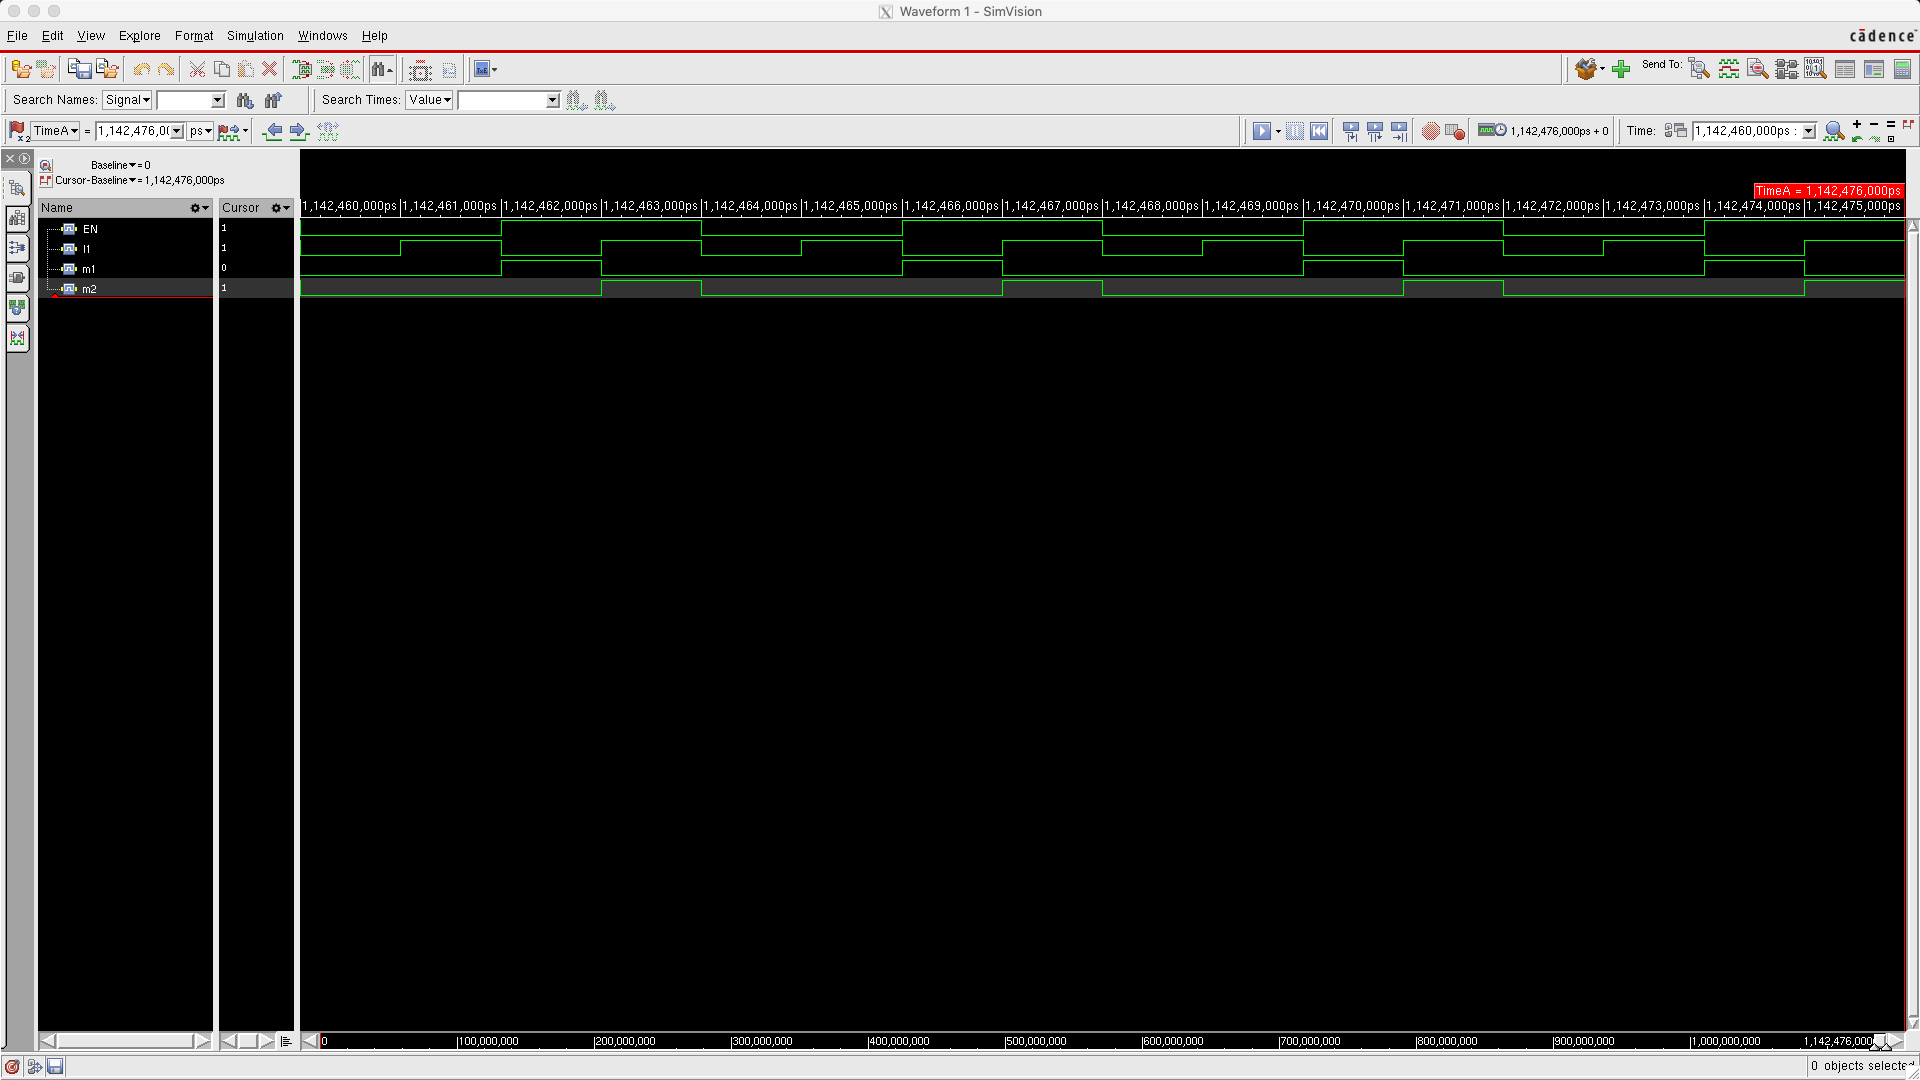 Waveform 1 - SimVision
File Edit View Explore Format Simulation Windows Help
cādence
Send To:
Search Names: Signal Search Times: Value
TimeA = 1,142,476,0( ps 1,142,476,000ps + 0 Time: 1,142,460,000ps :
Baseline = 0
Cursor-Baseline = 1,142,476,000ps
TimeA = 1,142,476,000ps
Name Cursor 1,142,460,000ps 1,142,461,000ps 1,142,462,000ps 1,142,463,000ps 1,142,464,000ps 1,142,465,000ps 1,142,466,000ps 1,142,467,000ps 1,142,468,000ps 1,142,469,000ps 1,142,470,000ps 1,142,471,000ps 1,142,472,000ps 1,142,473,000ps 1,142,474,000ps 1,142,475,000ps
EN 1
I1 1
m1 0
m2 1
0 100,000,000 200,000,000 300,000,000 400,000,000 500,000,000 600,000,000 700,000,000 800,000,000 900,000,000 1,000,000,000 1,142,476,000
0 objects selected